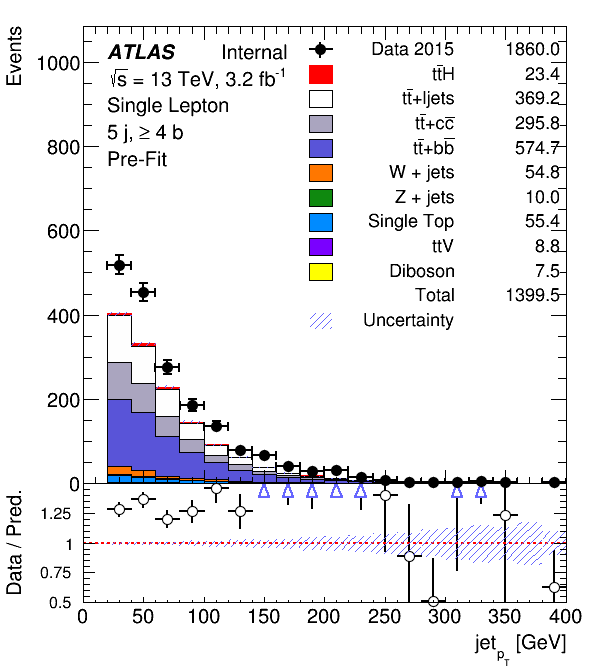 Events
1000
800
600
400
200
0
ATLAS Internal
√s = 13 TeV, 3.2 fb⁻¹
Single Lepton
5 j, ≥ 4 b
Pre-Fit
Data 2015 1860.0
tt̄H 23.4
tt̄+ljets 369.2
tt̄+cc̄ 295.8
tt̄+bb̄ 574.7
W + jets 54.8
Z + jets 10.0
Single Top 55.4
ttV 8.8
Diboson 7.5
Total 1399.5
Uncertainty
Data / Pred.
1.25
1
0.75
0.5
0 50 100 150 200 250 300 350 400
jet_{p_T} [GeV]